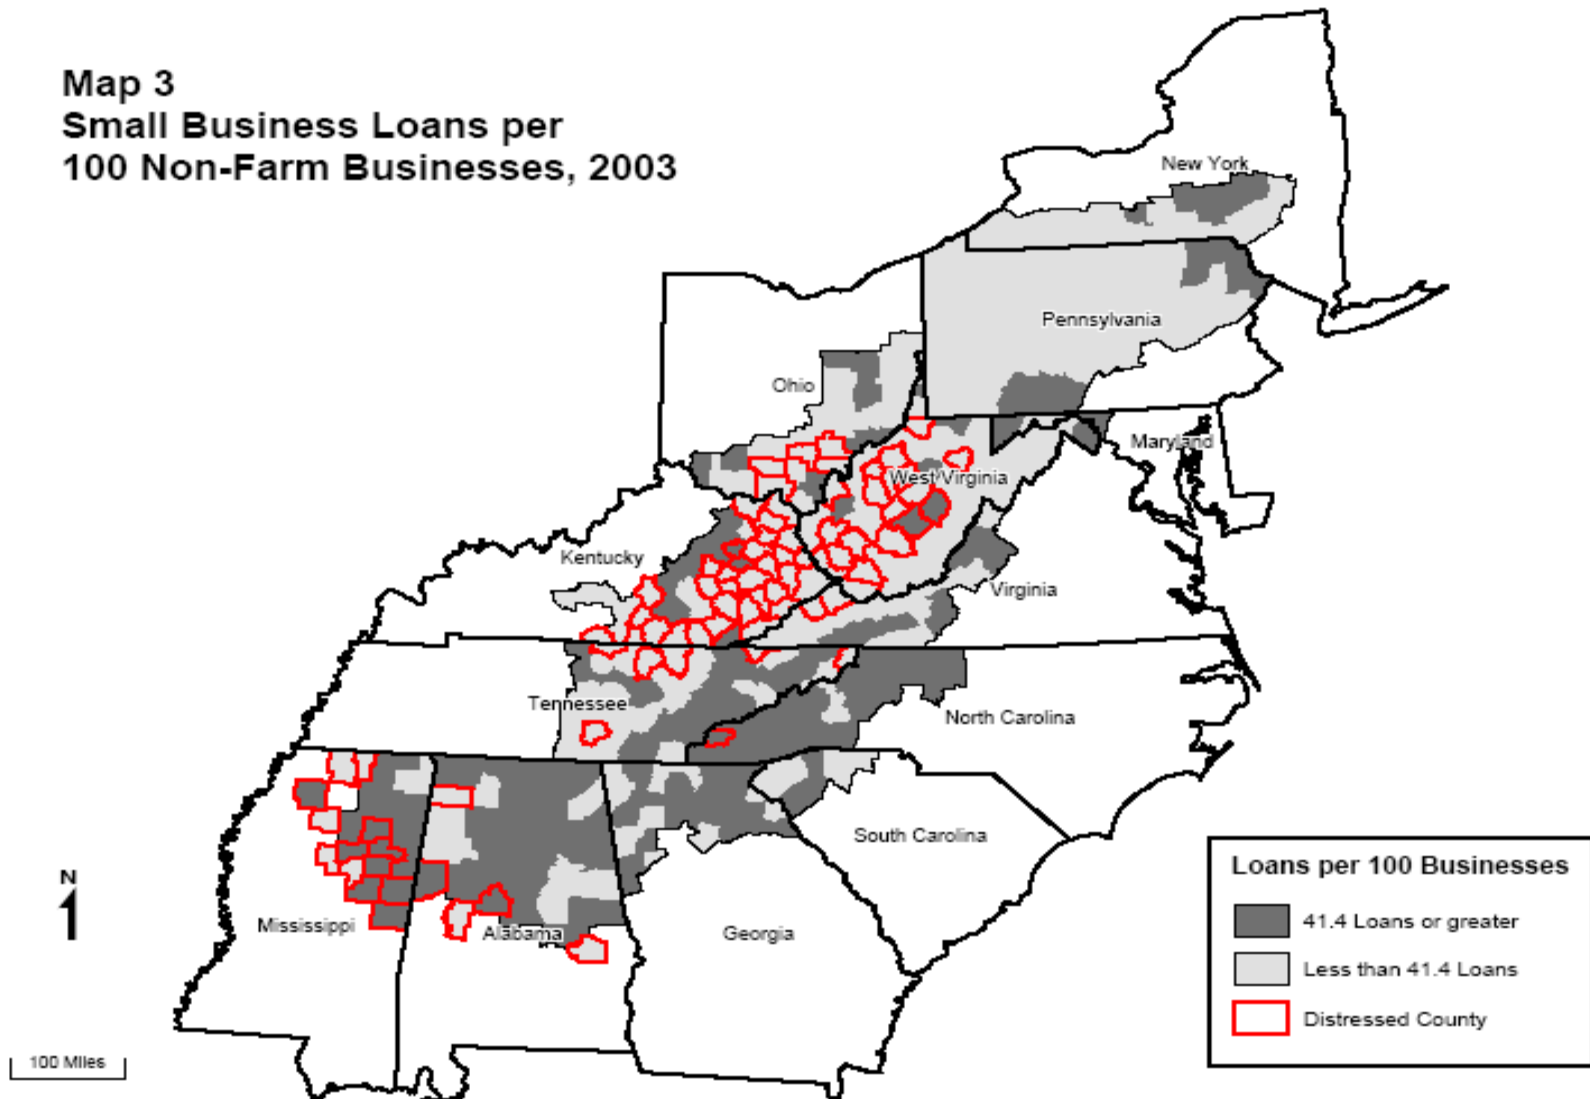 Map 3
Small Business Loans per
100 Non-Farm Businesses, 2003
New York
Pennsylvania
Ohio
Maryland
West Virginia
Kentucky
Virginia
Tennessee
North Carolina
South Carolina
Mississippi
Alabama
Georgia
N
100 Miles
Loans per 100 Businesses
41.4 Loans or greater
Less than 41.4 Loans
Distressed County